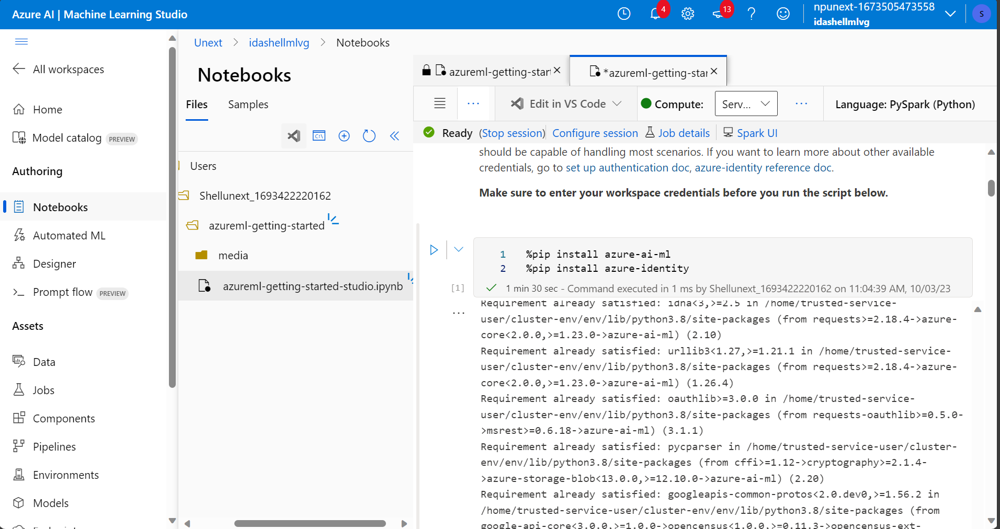 Azure AI | Machine Learning Studio
4
13
npunext-1673505473558
idashellmlvg
S
All workspaces
Home
Model catalog PREVIEW
Authoring
Notebooks
Automated ML
Designer
Prompt flow PREVIEW
Assets
Data
Jobs
Components
Pipelines
Environments
Models
Unext > idashellmlvg > Notebooks
Notebooks
Files Samples
Users
Shellunext_1693422220162
azureml-getting-started
media
azureml-getting-started-studio.ipynb
azureml-getting-start
*azureml-getting-star
Edit in VS Code
Compute: Serv...
Language: PySpark (Python)
Ready (Stop session) Configure session Job details Spark UI
should be capable of handling most scenarios. If you want to learn more about other available
credentials, go to set up authentication doc, azure-identity reference doc.
Make sure to enter your workspace credentials before you run the script below.
1 %pip install azure-ai-ml
2 %pip install azure-identity
[1] 1 min 30 sec - Command executed in 1 ms by Shellunext_1693422220162 on 11:04:39 AM, 10/03/23
Requirement already satisfied: idna<3,>=2.5 in /home/trusted-service-
user/cluster-env/env/lib/python3.8/site-packages (from requests>=2.18.4->azure-
core<2.0.0,>=1.23.0->azure-ai-ml) (2.10)
Requirement already satisfied: urllib3<1.27,>=1.21.1 in /home/trusted-service-
user/cluster-env/env/lib/python3.8/site-packages (from requests>=2.18.4->azure-
core<2.0.0,>=1.23.0->azure-ai-ml) (1.26.4)
Requirement already satisfied: oauthlib>=3.0.0 in /home/trusted-service-
user/cluster-env/env/lib/python3.8/site-packages (from requests-oauthlib>=0.5.0-
>msrest>=0.6.18->azure-ai-ml) (3.1.1)
Requirement already satisfied: pycparser in /home/trusted-service-user/cluster-
env/env/lib/python3.8/site-packages (from cffi>=1.12->cryptography>=2.1.4-
>azure-storage-blob<13.0.0,>=12.10.0->azure-ai-ml) (2.20)
Requirement already satisfied: googleapis-common-protos<2.0.dev0,>=1.56.2 in
/home/trusted-service-user/cluster-env/env/lib/python3.8/site-packages (from
google-api-core<3.0.0,>=1.0.0->opencensus<1.0.0,>=0.11.3->opencensus-ext-